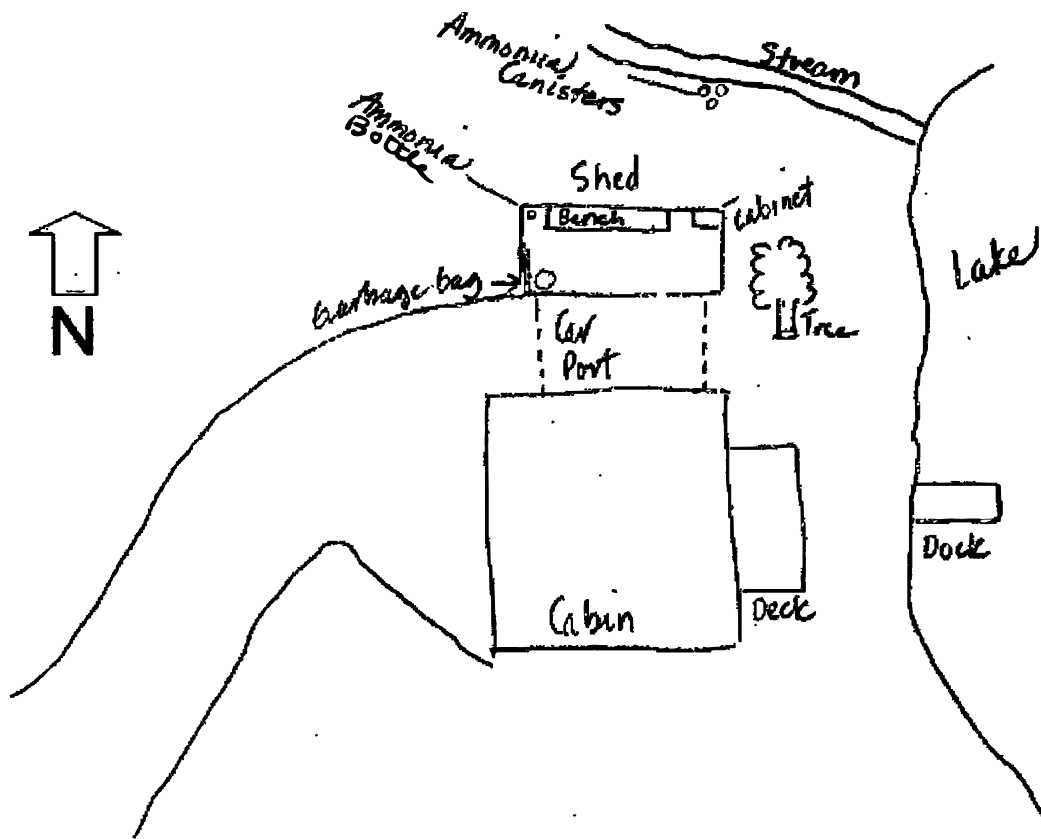 Ammonia
Canisters
Stream
Ammonia
Bottle
Shed
Bench
Cabinet
Lake
N
Garbage bag
Car
Port
Tree
Dock
Cabin
Deck